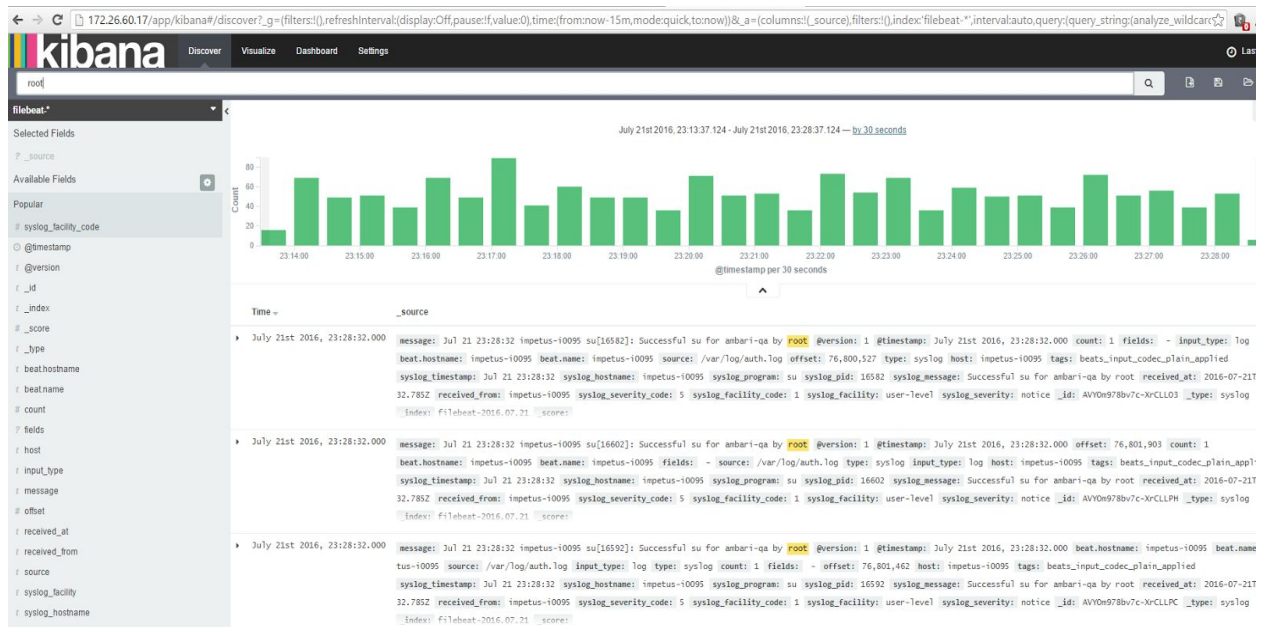 172.26.60.17/app/kibana#/discover?_g=(filters:!(),refreshInterval:(display:Off,pause:!f,value:0),time:(from:now-15m,mode:quick,to:now))&_a=(columns:!(_source),filters:!(),index:'filebeat-*',interval:auto,query:(query_string:(analyze_wildcar
kibana Discover Visualize Dashboard Settings Las
root
filebeat-*
Selected Fields
? _source
Available Fields
Popular
# syslog_facility_code
@timestamp
t @version
t _id
t _index
# _score
t _type
t beat.hostname
t beat.name
# count
? fields
t host
t input_type
t message
# offset
t received_at
t received_from
t source
t syslog_facility
t syslog_hostname
July 21st 2016, 23:13:37.124 - July 21st 2016, 23:28:37.124 — by 30 seconds
Count
80
60
40
20
0
23:14:00 23:15:00 23:16:00 23:17:00 23:18:00 23:19:00 23:20:00 23:21:00 23:22:00 23:23:00 23:24:00 23:25:00 23:26:00 23:27:00 23:28:00
@timestamp per 30 seconds
Time _source
July 21st 2016, 23:28:32.000 message: Jul 21 23:28:32 impetus-i0095 su[16582]: Successful su for ambari-qa by root @version: 1 @timestamp: July 21st 2016, 23:28:32.000 count: 1 fields: - input_type: log
beat.hostname: impetus-i0095 beat.name: impetus-i0095 source: /var/log/auth.log offset: 76,800,527 type: syslog host: impetus-i0095 tags: beats_input_codec_plain_applied
syslog_timestamp: Jul 21 23:28:32 syslog_hostname: impetus-i0095 syslog_program: su syslog_pid: 16582 syslog_message: Successful su for ambari-qa by root received_at: 2016-07-21T
32.785Z received_from: impetus-i0095 syslog_severity_code: 5 syslog_facility_code: 1 syslog_facility: user-level syslog_severity: notice _id: AVYOm978bv7c-XrCLLO3 _type: syslog
_index: filebeat-2016.07.21 _score:
July 21st 2016, 23:28:32.000 message: Jul 21 23:28:32 impetus-i0095 su[16602]: Successful su for ambari-qa by root @version: 1 @timestamp: July 21st 2016, 23:28:32.000 offset: 76,801,903 count: 1
beat.hostname: impetus-i0095 beat.name: impetus-i0095 fields: - source: /var/log/auth.log type: syslog input_type: log host: impetus-i0095 tags: beats_input_codec_plain_appl
syslog_timestamp: Jul 21 23:28:32 syslog_hostname: impetus-i0095 syslog_program: su syslog_pid: 16602 syslog_message: Successful su for ambari-qa by root received_at: 2016-07-21T
32.785Z received_from: impetus-i0095 syslog_severity_code: 5 syslog_facility_code: 1 syslog_facility: user-level syslog_severity: notice _id: AVYOm978bv7c-XrCLLPH _type: syslog
_index: filebeat-2016.07.21 _score:
July 21st 2016, 23:28:32.000 message: Jul 21 23:28:32 impetus-i0095 su[16592]: Successful su for ambari-qa by root @version: 1 @timestamp: July 21st 2016, 23:28:32.000 beat.hostname: impetus-i0095 beat.name
tus-i0095 source: /var/log/auth.log input_type: log type: syslog count: 1 fields: - offset: 76,801,462 host: impetus-i0095 tags: beats_input_codec_plain_applied
syslog_timestamp: Jul 21 23:28:32 syslog_hostname: impetus-i0095 syslog_program: su syslog_pid: 16592 syslog_message: Successful su for ambari-qa by root received_at: 2016-07-21T
32.785Z received_from: impetus-i0095 syslog_severity_code: 5 syslog_facility_code: 1 syslog_facility: user-level syslog_severity: notice _id: AVYOm978bv7c-XrCLLPC _type: syslog
_index: filebeat-2016.07.21 _score: